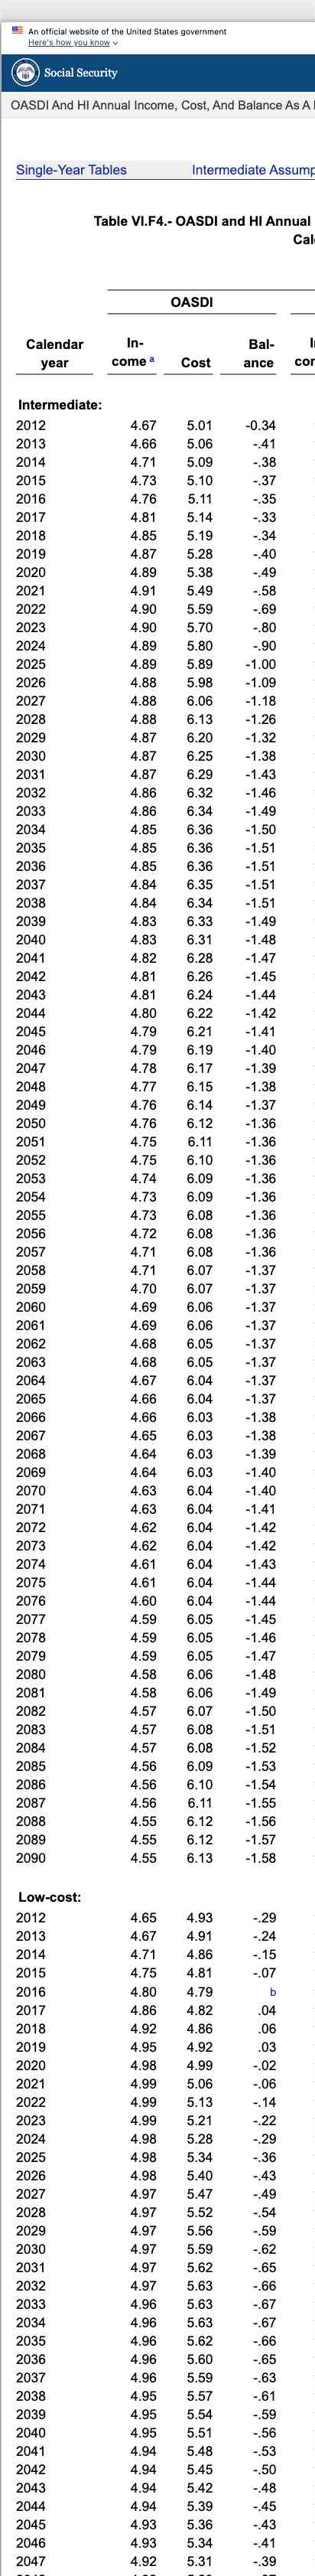 An official website of the United States government
Here's how you know
Social Security
OASDI And HI Annual Income, Cost, And Balance As A
Single-Year Tables Intermediate Assump
Table VI.F4.- OASDI and HI Annual
Cal
OASDI
Calendar In- Bal- I
year come a Cost ance con
Intermediate:
2012 4.67 5.01 -0.34
2013 4.66 5.06 -.41
2014 4.71 5.09 -.38
2015 4.73 5.10 -.37
2016 4.76 5.11 -.35
2017 4.81 5.14 -.33
2018 4.85 5.19 -.34
2019 4.87 5.28 -.40
2020 4.89 5.38 -.49
2021 4.91 5.49 -.58
2022 4.90 5.59 -.69
2023 4.90 5.70 -.80
2024 4.89 5.80 -.90
2025 4.89 5.89 -1.00
2026 4.88 5.98 -1.09
2027 4.88 6.06 -1.18
2028 4.88 6.13 -1.26
2029 4.87 6.20 -1.32
2030 4.87 6.25 -1.38
2031 4.87 6.29 -1.43
2032 4.86 6.32 -1.46
2033 4.86 6.34 -1.49
2034 4.85 6.36 -1.50
2035 4.85 6.36 -1.51
2036 4.85 6.36 -1.51
2037 4.84 6.35 -1.51
2038 4.84 6.34 -1.51
2039 4.83 6.33 -1.49
2040 4.83 6.31 -1.48
2041 4.82 6.28 -1.47
2042 4.81 6.26 -1.45
2043 4.81 6.24 -1.44
2044 4.80 6.22 -1.42
2045 4.79 6.21 -1.41
2046 4.79 6.19 -1.40
2047 4.78 6.17 -1.39
2048 4.77 6.15 -1.38
2049 4.76 6.14 -1.37
2050 4.76 6.12 -1.36
2051 4.75 6.11 -1.36
2052 4.75 6.10 -1.36
2053 4.74 6.09 -1.36
2054 4.73 6.09 -1.36
2055 4.73 6.08 -1.36
2056 4.72 6.08 -1.36
2057 4.71 6.08 -1.36
2058 4.71 6.07 -1.37
2059 4.70 6.07 -1.37
2060 4.69 6.06 -1.37
2061 4.69 6.06 -1.37
2062 4.68 6.05 -1.37
2063 4.68 6.05 -1.37
2064 4.67 6.04 -1.37
2065 4.66 6.04 -1.37
2066 4.66 6.03 -1.38
2067 4.65 6.03 -1.38
2068 4.64 6.03 -1.39
2069 4.64 6.03 -1.40
2070 4.63 6.04 -1.40
2071 4.63 6.04 -1.41
2072 4.62 6.04 -1.42
2073 4.62 6.04 -1.42
2074 4.61 6.04 -1.43
2075 4.61 6.04 -1.44
2076 4.60 6.04 -1.44
2077 4.59 6.05 -1.45
2078 4.59 6.05 -1.46
2079 4.59 6.05 -1.47
2080 4.58 6.06 -1.48
2081 4.58 6.06 -1.49
2082 4.57 6.07 -1.50
2083 4.57 6.08 -1.51
2084 4.57 6.08 -1.52
2085 4.56 6.09 -1.53
2086 4.56 6.10 -1.54
2087 4.56 6.11 -1.55
2088 4.55 6.12 -1.56
2089 4.55 6.12 -1.57
2090 4.55 6.13 -1.58
Low-cost:
2012 4.65 4.93 -.29
2013 4.67 4.91 -.24
2014 4.71 4.86 -.15
2015 4.75 4.81 -.07
2016 4.80 4.79 b
2017 4.86 4.82 .04
2018 4.92 4.86 .06
2019 4.95 4.92 .03
2020 4.98 4.99 -.02
2021 4.99 5.06 -.06
2022 4.99 5.13 -.14
2023 4.99 5.21 -.22
2024 4.98 5.28 -.29
2025 4.98 5.34 -.36
2026 4.98 5.40 -.43
2027 4.97 5.47 -.49
2028 4.97 5.52 -.54
2029 4.97 5.56 -.59
2030 4.97 5.59 -.62
2031 4.97 5.62 -.65
2032 4.97 5.63 -.66
2033 4.96 5.63 -.67
2034 4.96 5.63 -.67
2035 4.96 5.62 -.66
2036 4.96 5.60 -.65
2037 4.96 5.59 -.63
2038 4.95 5.57 -.61
2039 4.95 5.54 -.59
2040 4.95 5.51 -.56
2041 4.94 5.48 -.53
2042 4.94 5.45 -.50
2043 4.94 5.42 -.48
2044 4.94 5.39 -.45
2045 4.93 5.36 -.43
2046 4.93 5.34 -.41
2047 4.92 5.31 -.39